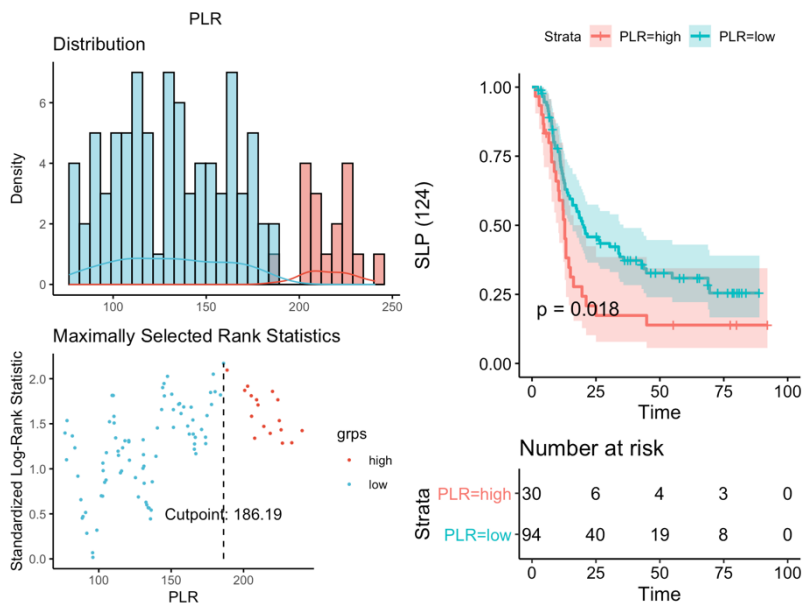 PLR
Distribution
Density
6
4
2
0
100
150
200
250
Maximally Selected Rank Statistics
Standardized Log-Rank Statistic
2.0
1.5
1.0
0.5
0.0
Cutpoint: 186.19
100
150
200
PLR
grps
high
low
Strata
PLR=high
PLR=low
SLP (124)
1.00
0.75
0.50
0.25
0.00
p = 0.018
0
25
50
75
100
Time
Number at risk
Strata
PLR=high 30 6 4 3 0
PLR=low 94 40 19 8 0
0 25 50 75 100
Time